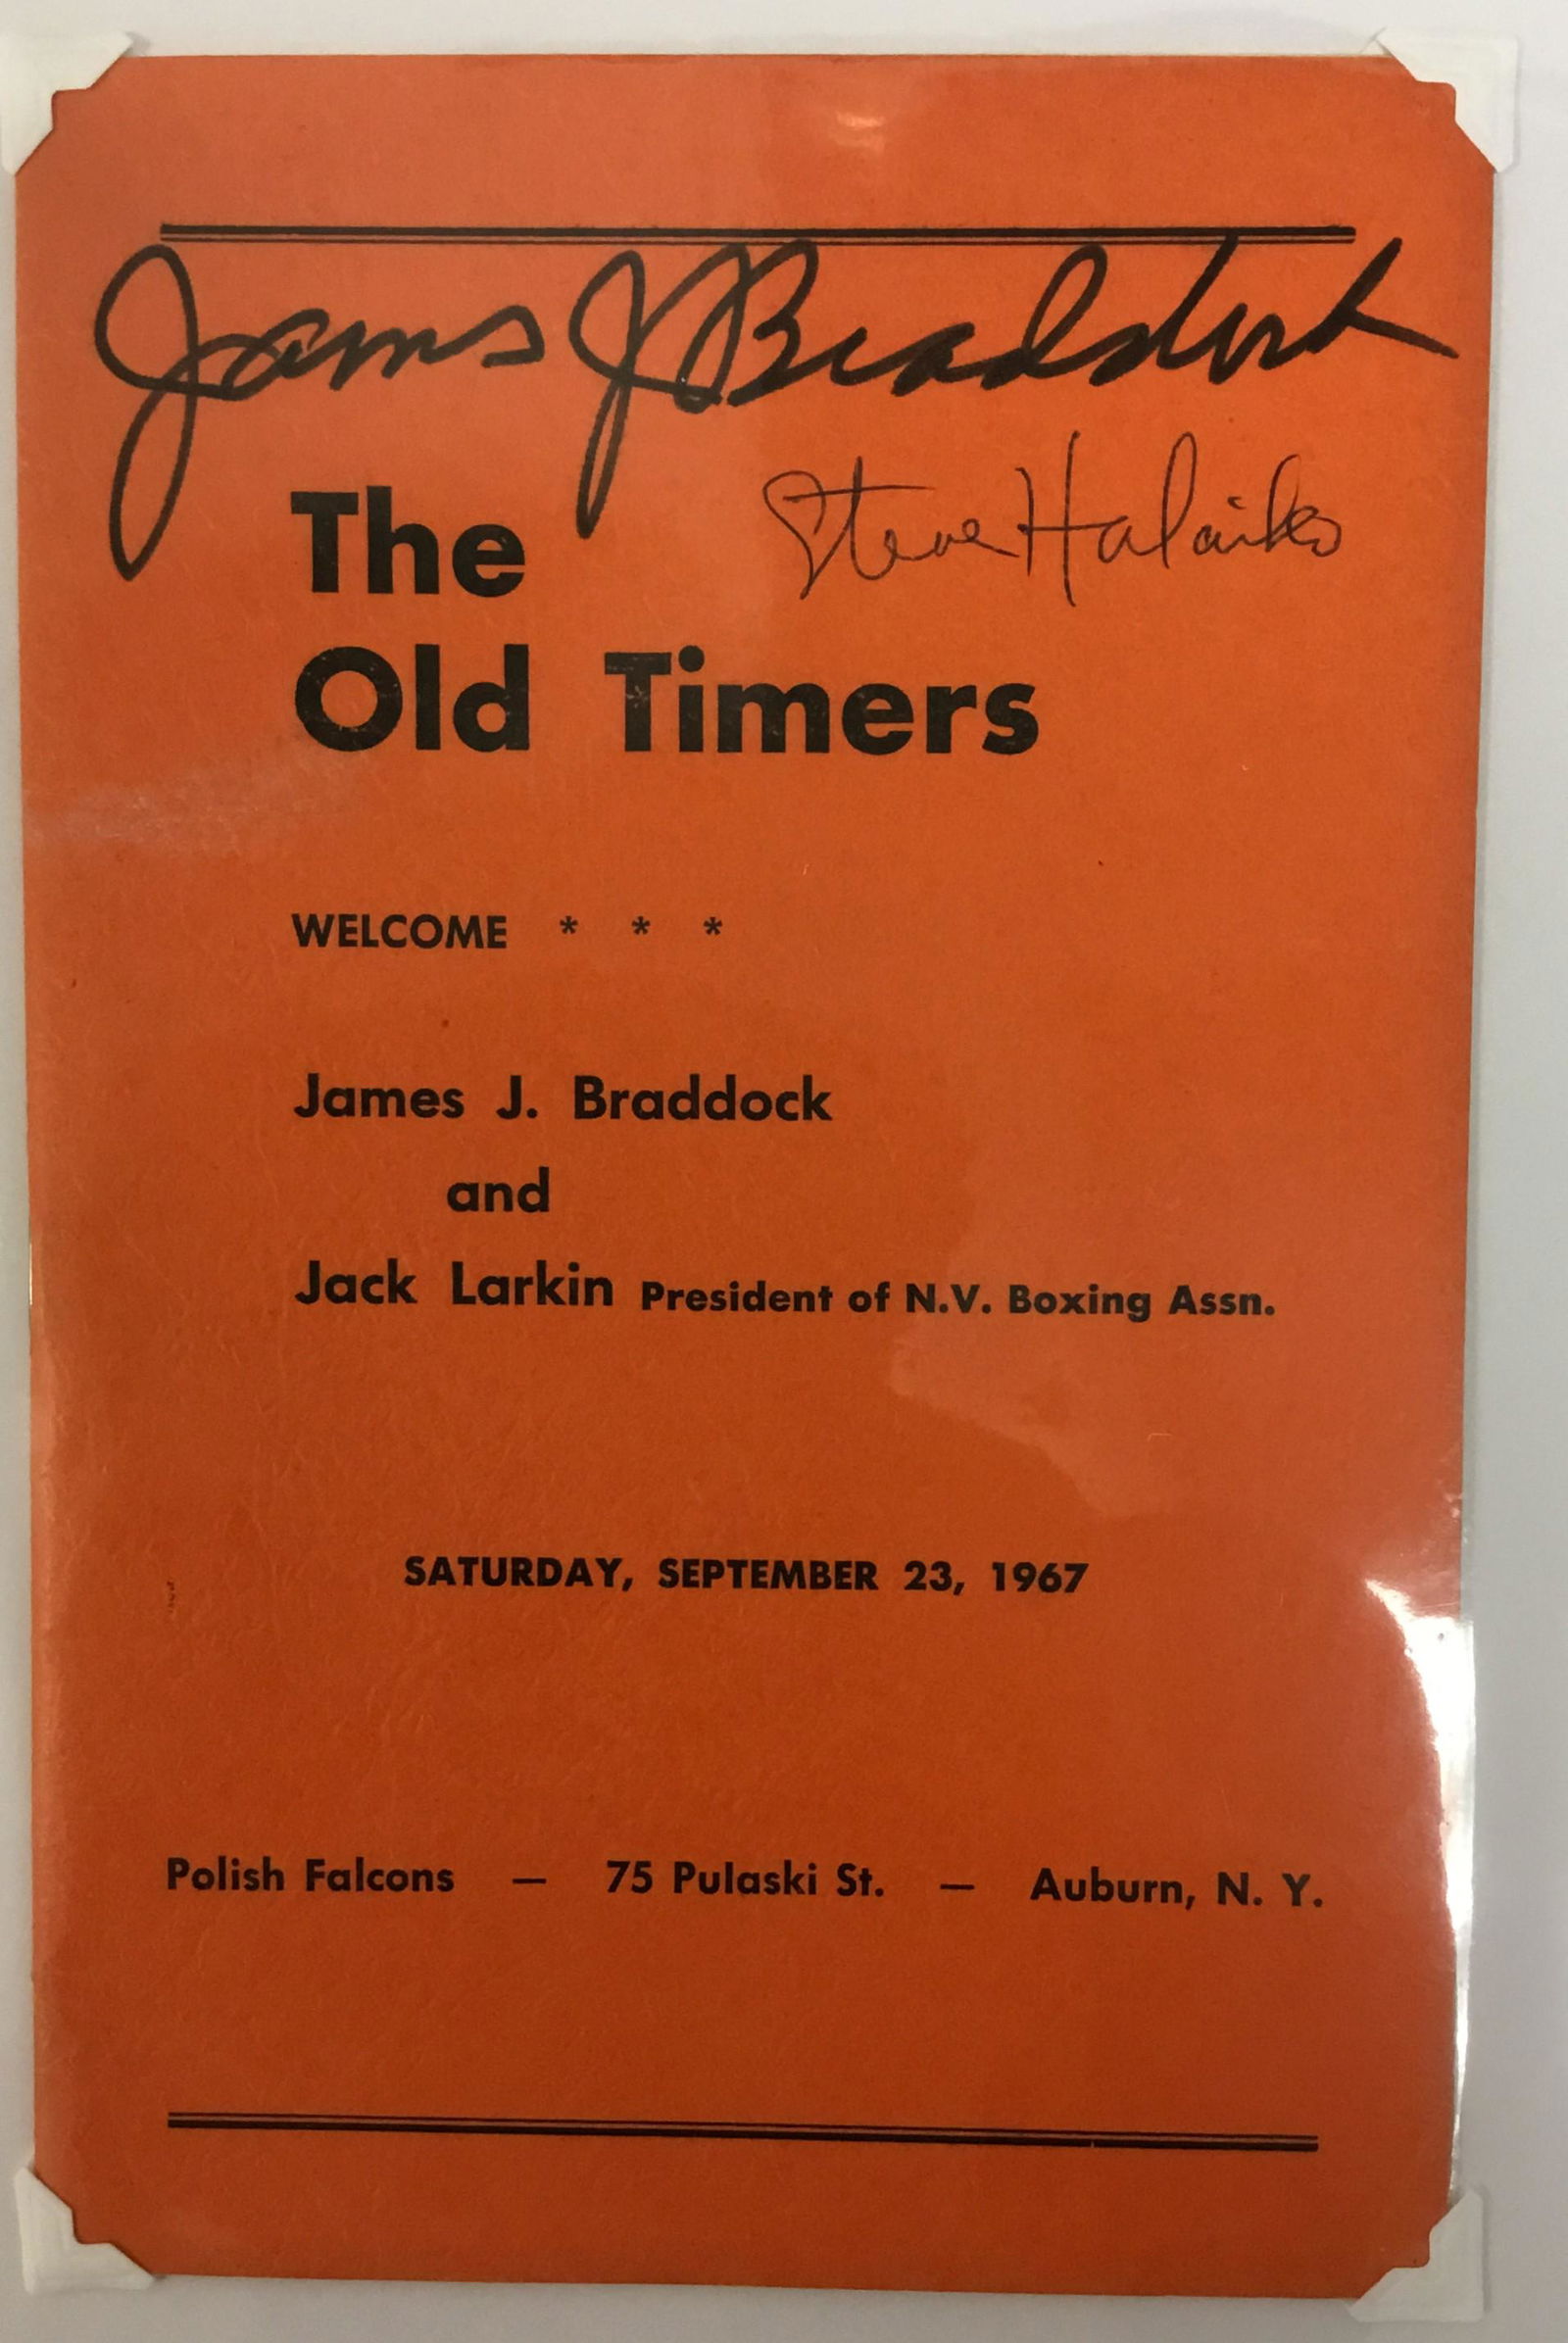 James J Braddock
Steve Halaiko
The
Old Timers
WELCOME * * *
James J. Braddock
and
Jack Larkin President of N.V. Boxing Assn.
SATURDAY, SEPTEMBER 23, 1967
Polish Falcons — 75 Pulaski St. — Auburn, N. Y.